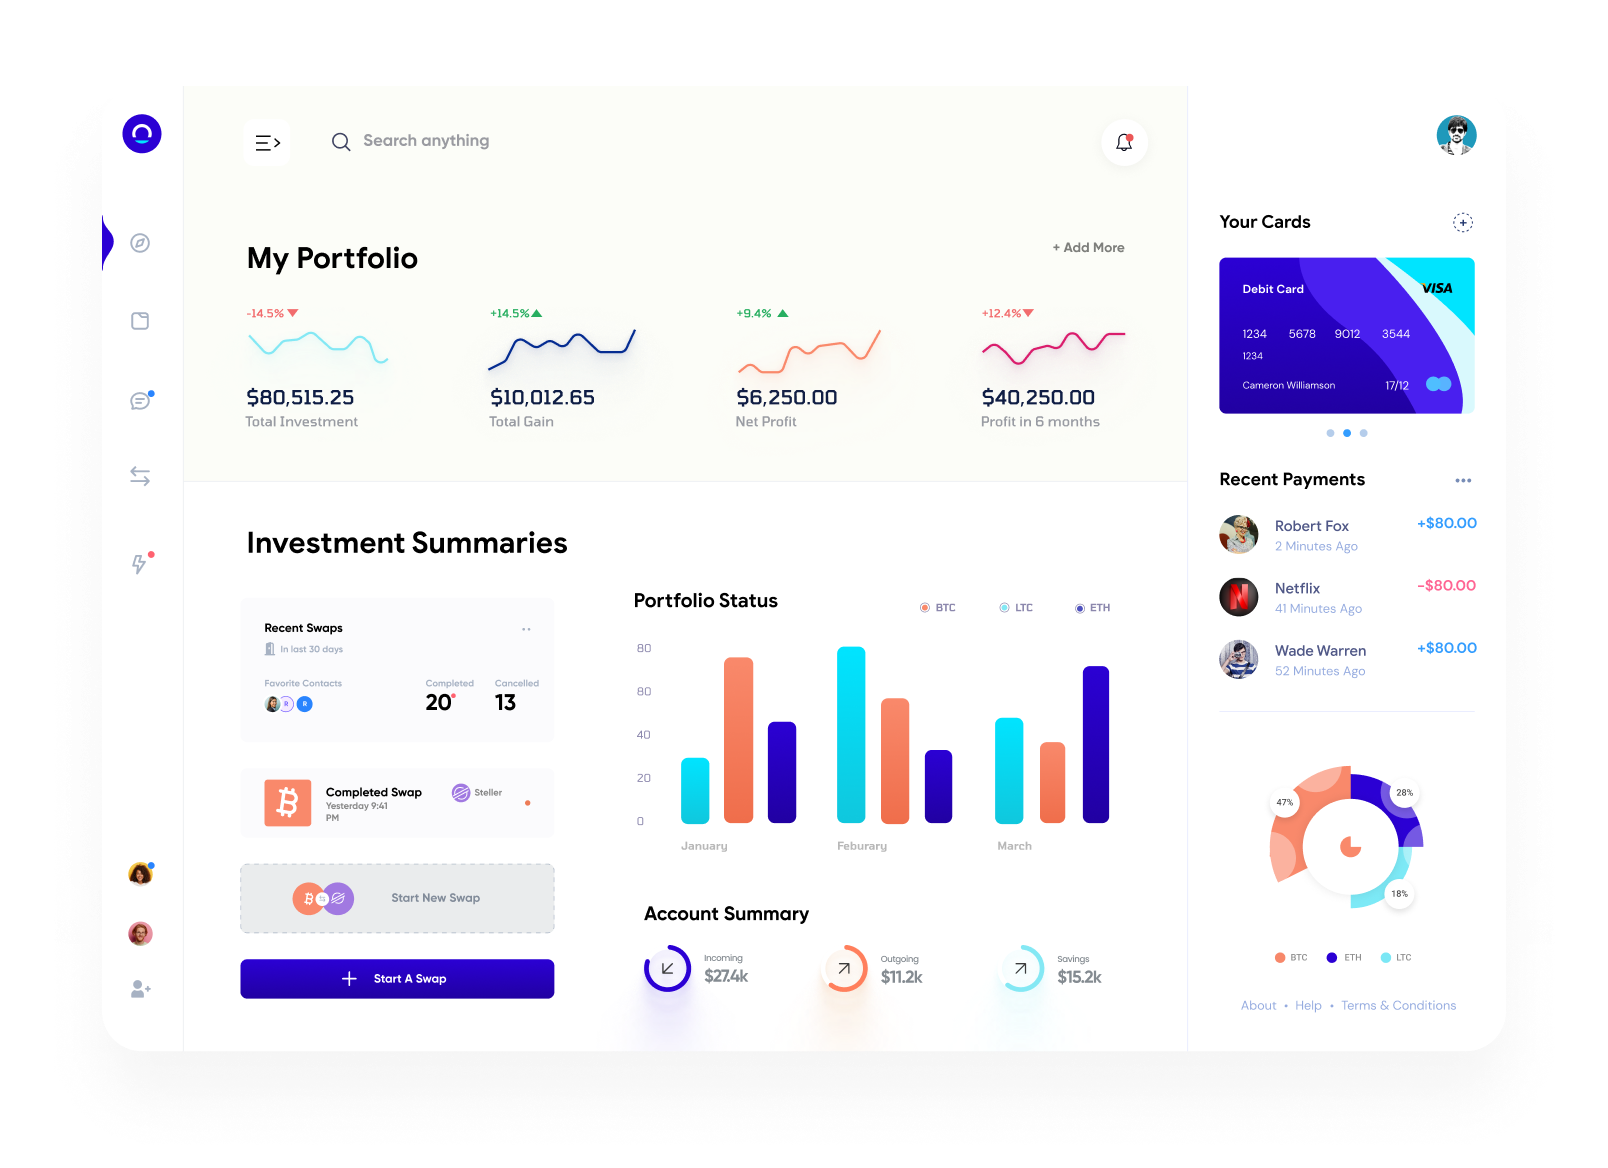 Search anything
My Portfolio
+ Add More
-14.5%
+14.5%
+9.4%
+12.4%
$80,515.25
$10,012.65
$6,250.00
$40,250.00
Total Investment
Total Gain
Net Profit
Profit in 6 months
Investment Summaries
Recent Swaps
In last 30 days
Favorite Contacts
Completed
Cancelled
R
R
20
13
Completed Swap
Yesterday 9:41
PM
Steller
Start New Swap
Start A Swap
Portfolio Status
BTC
LTC
ETH
80
80
40
20
0
January
Feburary
March
Account Summary
Incoming
$27.4k
Outgoing
$11.2k
Savings
$15.2k
Your Cards
Debit Card
VISA
1234 5678 9012 3544
1234
Cameron Williamson
17/12
Recent Payments
Robert Fox
+$80.00
2 Minutes Ago
Netflix
-$80.00
41 Minutes Ago
Wade Warren
+$80.00
52 Minutes Ago
47%
28%
18%
BTC
ETH
LTC
About • Help • Terms & Conditions